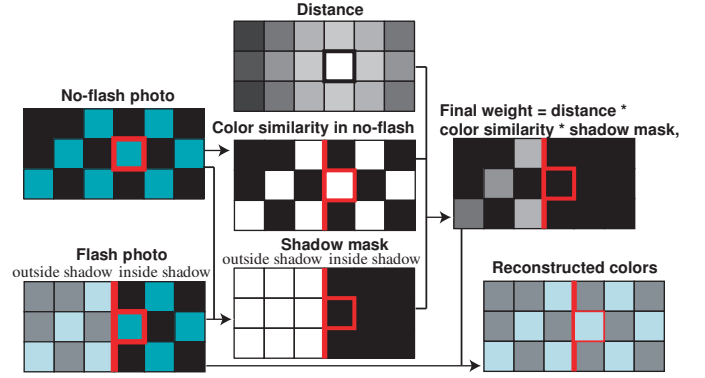 Distance
No-flash photo
Color similarity in no-flash
Final weight = distance *
color similarity * shadow mask,
Flash photo
outside shadow inside shadow
Shadow mask
outside shadow inside shadow
Reconstructed colors